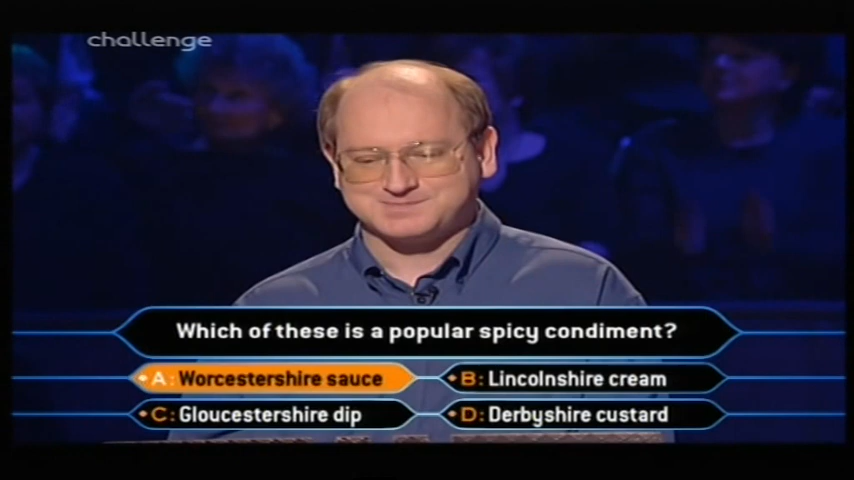 challenge
Which of these is a popular spicy condiment?
A: Worcestershire sauce
B: Lincolnshire cream
C: Gloucestershire dip
D: Derbyshire custard